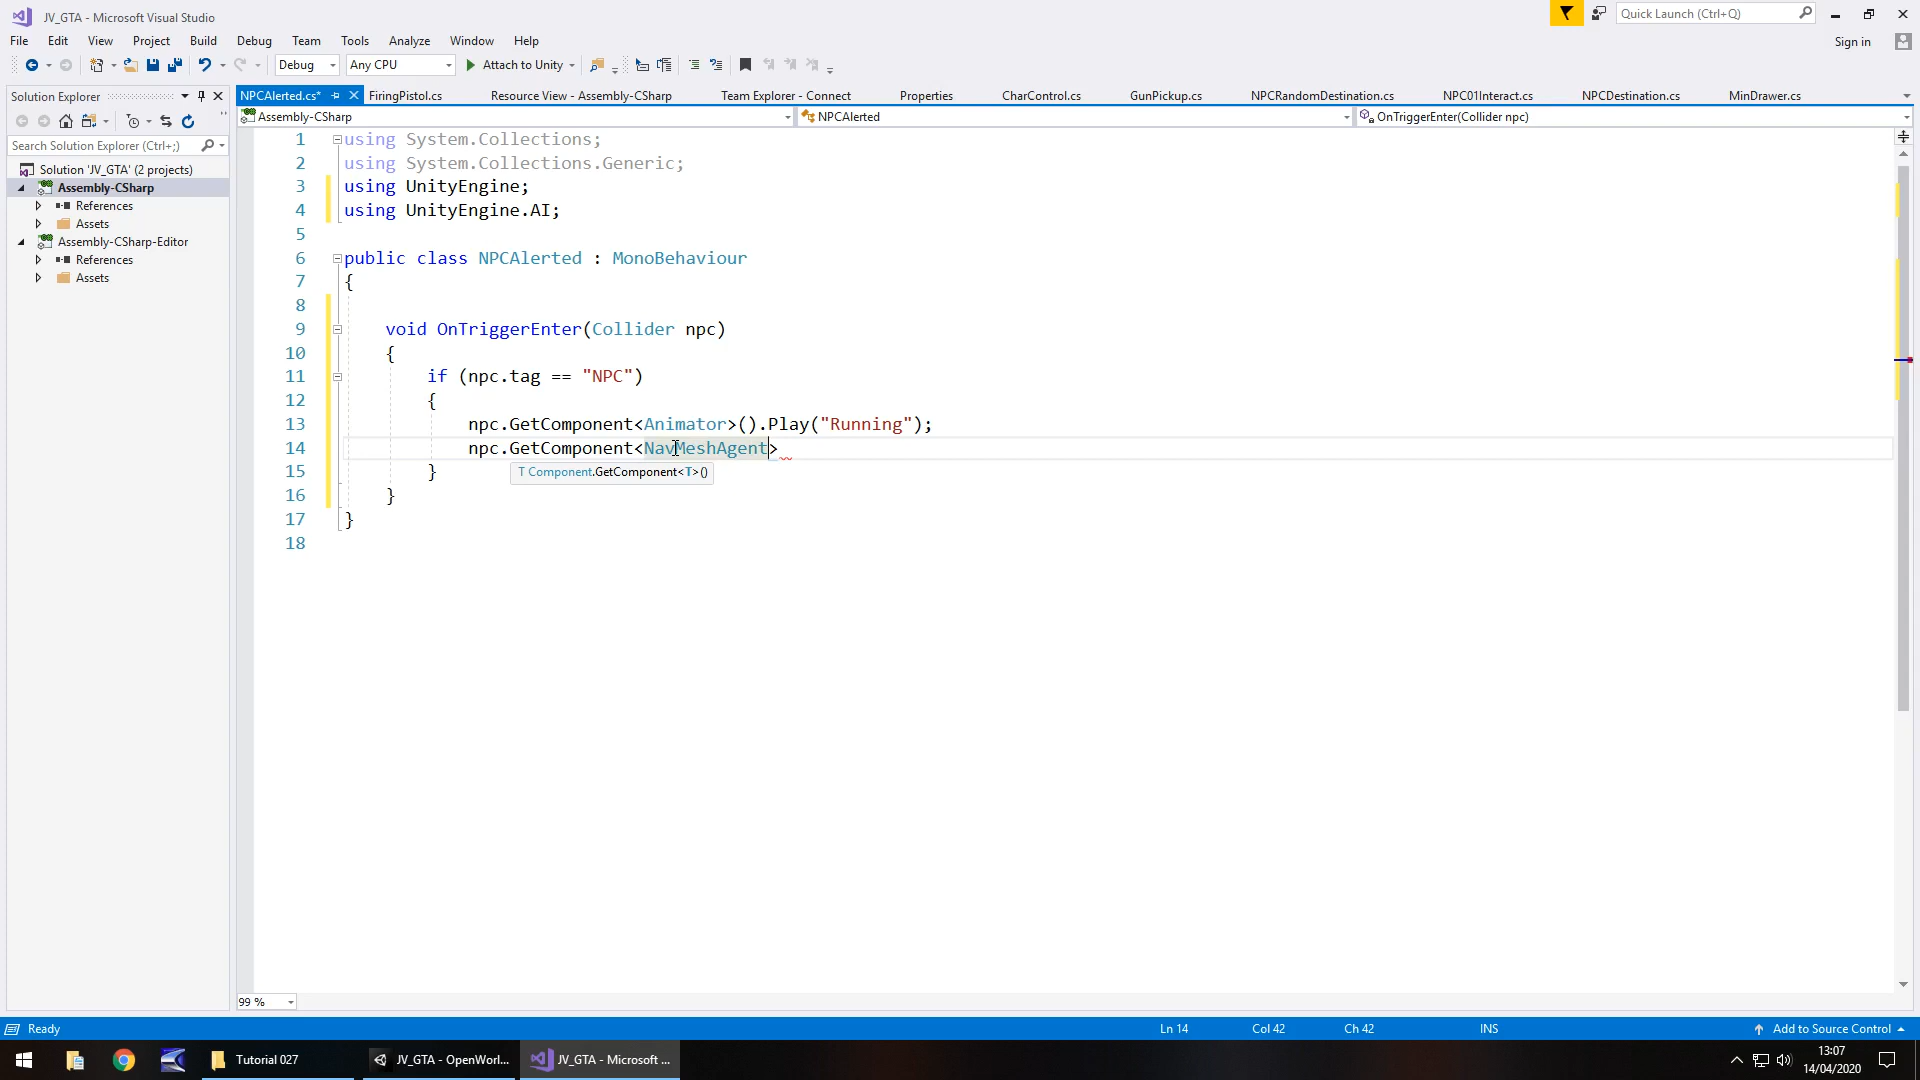 JV_GTA - Microsoft Visual Studio
Quick Launch (Ctrl+Q)
File Edit View Project Build Debug Team Tools Analyze Window Help
Sign in
Debug Any CPU Attach to Unity
Solution Explorer
NPCAlerted.cs* FiringPistol.cs Resource View - Assembly-CSharp Team Explorer - Connect Properties CharControl.cs GunPickup.cs NPCRandomDestination.cs NPC01Interact.cs NPCDestination.cs MinDrawer.cs
Assembly-CSharp NPCAlerted OnTriggerEnter(Collider npc)
Search Solution Explorer (Ctrl+;)
Solution 'JV_GTA' (2 projects)
Assembly-CSharp
References
Assets
Assembly-CSharp-Editor
References
Assets
1 using System.Collections;
2 using System.Collections.Generic;
3 using UnityEngine;
4 using UnityEngine.AI;
5
6 public class NPCAlerted : MonoBehaviour
7 {
8
9 void OnTriggerEnter(Collider npc)
10 {
11 if (npc.tag == "NPC")
12 {
13 npc.GetComponent<Animator>().Play("Running");
14 npc.GetComponent<NavMeshAgent>
15 }
T Component.GetComponent<T>()
16 }
17 }
18
99 %
Ready Ln 14 Col 42 Ch 42 INS Add to Source Control
Tutorial 027 JV_GTA - OpenWorl... JV_GTA - Microsoft ...
13:07
14/04/2020